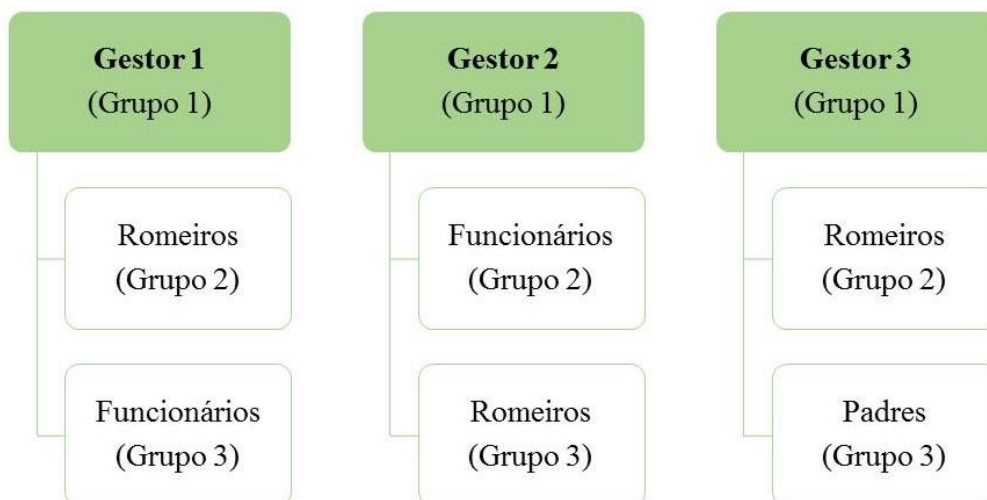 Gestor 1
(Grupo 1)
Romeiros
(Grupo 2)
Funcionários
(Grupo 3)
Gestor 2
(Grupo 1)
Funcionários
(Grupo 2)
Romeiros
(Grupo 3)
Gestor 3
(Grupo 1)
Romeiros
(Grupo 2)
Padres
(Grupo 3)